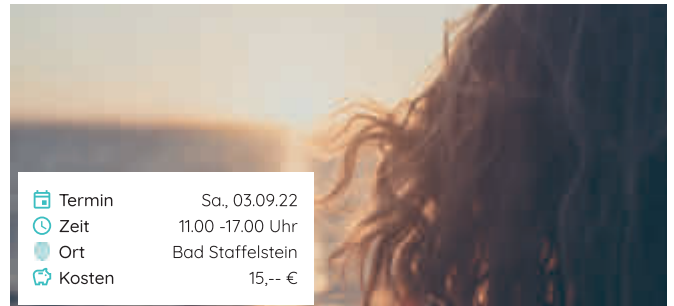 Termin Sa., 03.09.22
Zeit 11.00 -17.00 Uhr
Ort Bad Staffelstein
Kosten 15,-- €